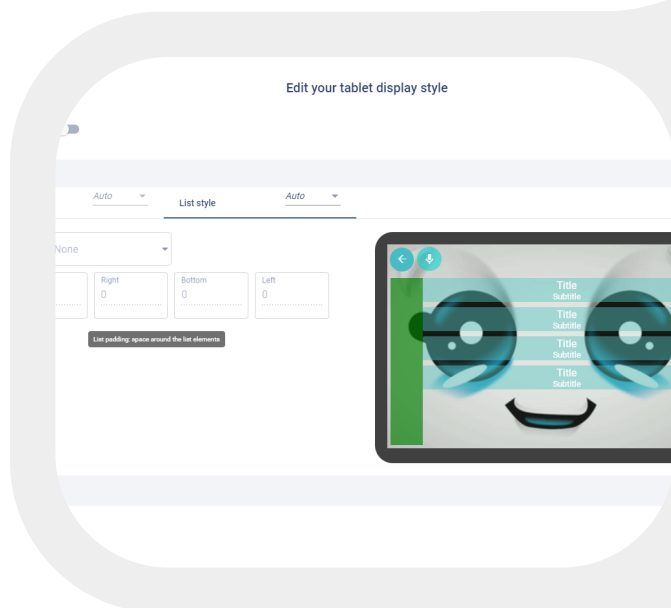 Edit your tablet display style
Auto
List style
Auto
None
Right
0
Bottom
0
Left
0
List padding: apace around the list elements
Title
Subtitle
Title
Subtitle
Title
Subtitle
Title
Subtitle